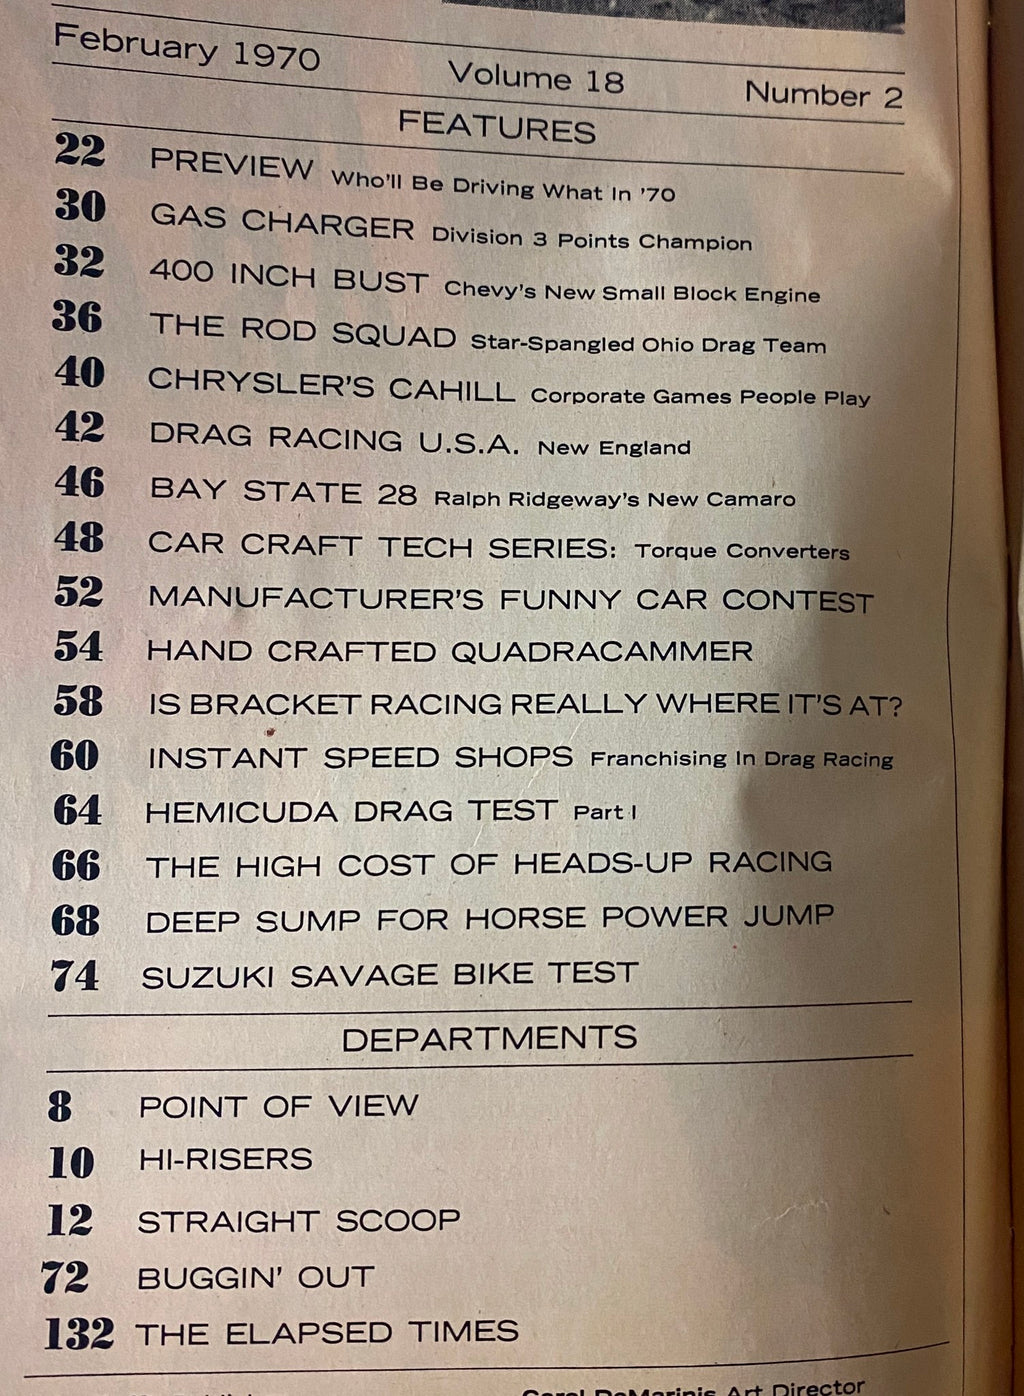 February 1970 Volume 18 Number 2
FEATURES
22 PREVIEW Who'll Be Driving What In '70
30 GAS CHARGER Division 3 Points Champion
32 400 INCH BUST Chevy's New Small Block Engine
36 THE ROD SQUAD Star-Spangled Ohio Drag Team
40 CHRYSLER'S CAHILL Corporate Games People Play
42 DRAG RACING U.S.A. New England
46 BAY STATE 28 Ralph Ridgeway's New Camaro
48 CAR CRAFT TECH SERIES: Torque Converters
52 MANUFACTURER'S FUNNY CAR CONTEST
54 HAND CRAFTED QUADRACAMMER
58 IS BRACKET RACING REALLY WHERE IT'S AT?
60 INSTANT SPEED SHOPS Franchising In Drag Racing
64 HEMICUDA DRAG TEST Part I
66 THE HIGH COST OF HEADS-UP RACING
68 DEEP SUMP FOR HORSE POWER JUMP
74 SUZUKI SAVAGE BIKE TEST
DEPARTMENTS
8 POINT OF VIEW
10 HI-RISERS
12 STRAIGHT SCOOP
72 BUGGIN' OUT
132 THE ELAPSED TIMES
Art Director